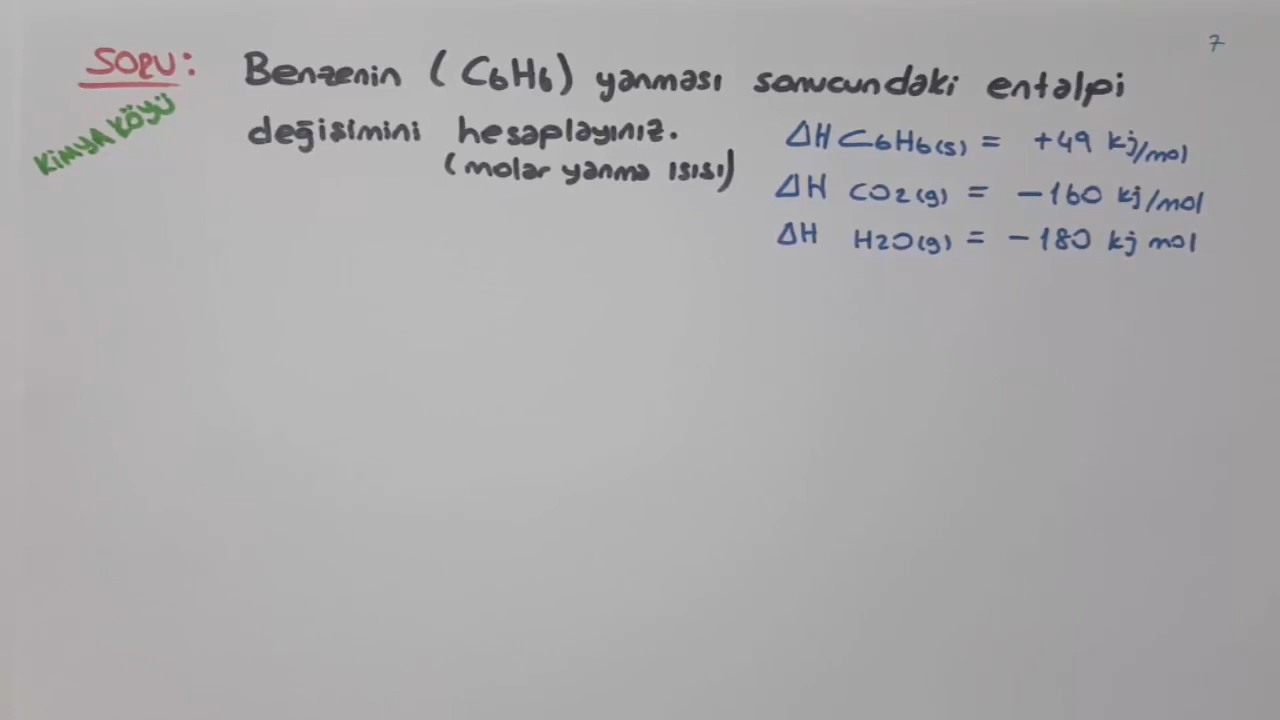 7
SORU: Benzenin (C6H6) yanması sonucundaki entalpi
KİMYA KÖYÜ
değişimini hesaplayınız.
(molar yanma ısısı)
ΔH C6H6(s) = +49 kj/mol
ΔH CO2(g) = -160 kj/mol
ΔH H2O(g) = -180 kj mol